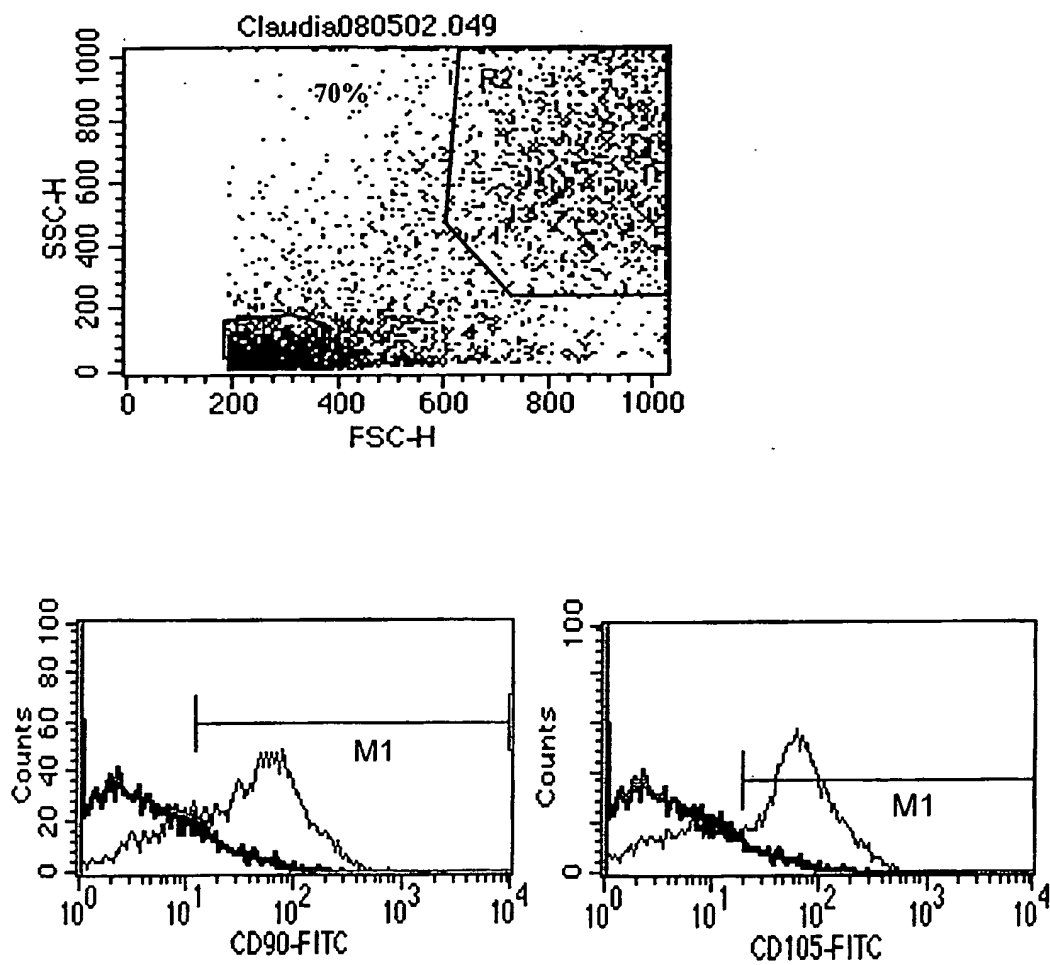 Claudia080502.049
1000
800
600
400
200
0
SSC-H
70%
R2
0 200 400 600 800 1000
FSC-H
100
80
60
40
20
0
Counts
M1
10^0 10^1 10^2 10^3 10^4
CD90-FITC
100
0
Counts
M1
10^0 10^1 10^2 10^3 10^4
CD105-FITC